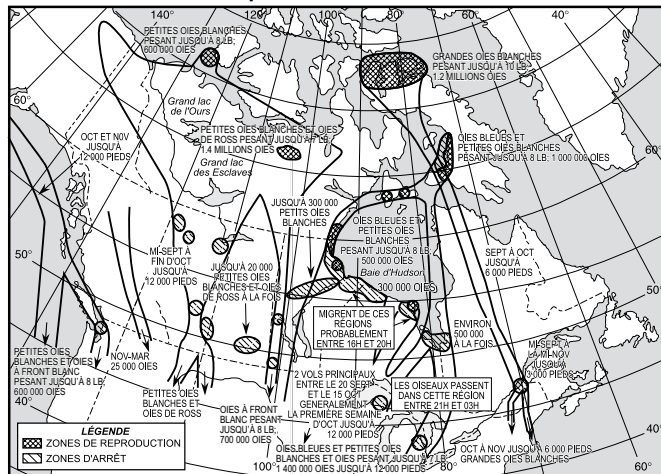 140°
120°
100°
80°
60°
PETITES OIES BLANCHES
PESANT JUSQU'À 8 LB;
600 000 OIES
GRANDES OIES BLANCHES
PESANT JUSQU'À 10 LB
1.2 MILLIONS OIES
Grand lac
de l'Ours
60°
OCT ET NOV
JUSQU'À
12 000 PIEDS
PETITES OIES BLANCHES ET OIES
DE ROSS PESANT JUSQU'À 7 LB;
1.4 MILLIONS OIES
Grand lac
des Esclaves
OIES BLEUES ET
PETITES OIES BLANCHES
PESANT JUSQU'À 8 LB; 1 000 000 OIES
60°
JUSQU'À 300 000
PETITS OIES
BLANCHES
OIES BLEUES ET
PETITES OIES
BLANCHES
PESANT JUSQU'À 8 LB;
500 000 OIES
Baie d'Hudson
300 000 OIES
SEPT À OCT
JUSQU'À
6 000 PIEDS
50°
MI-SEPT À
FIN D'OCT
JUSQU'À
12 000 PIEDS
JUSQU'À 20 000
PETITES OIES
BLANCHES ET OIES
DE ROSS À LA FOIS
50°
MIGRENT DE CES
RÉGIONS
PROBABLEMENT
ENTRE 16H ET 20H
ENVIRON
500 000
À LA FOIS
MI-SEPT À
LA MI-NOV
JUSQU'À
PIEDS
PETITES OIES
BLANCHES ET OIES
À FRONT BLANC
PESANT JUSQU'À 8 LB;
600 000 OIES
NOV-MAR
25 000 OIES
PETITES OIES
BLANCHES ET
OIES DE ROSS
OIES À FRONT
BLANC PESANT
JUSQU'À 8 LB;
700 000 OIES
2 VOLS PRINCIPAUX
ENTRE LE 20 SEPT
ET LE 15 OCT
GENERALEMENT
LA PREMIÈRE SEMAINE
D'OCT JUSQU'À
12 000 PIEDS
LES OISEAUX PASSENT
DANS CETTE RÉGION
ENTRE 21H ET 03H
40°
40°
LÉGENDE
ZONES DE REPRODUCTION
ZONES D'ARRÊT
OIES BLEUES ET PETITES OIES
BLANCHES ET OIES PESANT JUSQU'À 7 LB;
1 400 000 OIES JUSQU'À 12 000 PIEDS
OCT À NOV JUSQU'À 6 000 PIEDS
GRANDES OIES BLANCHES
100°
80°
60°